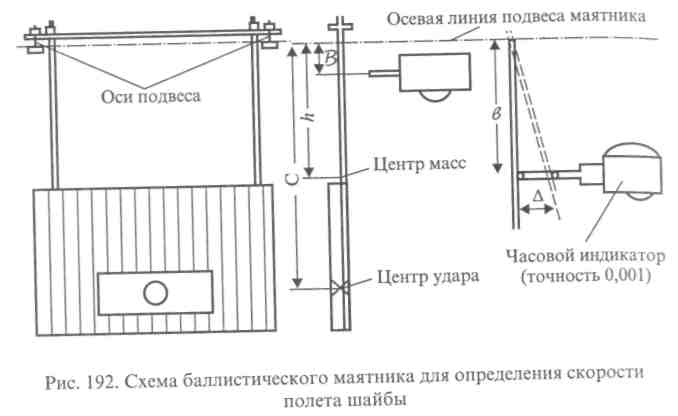 Осевая линия подвеса маятника
Оси подвеса
В
h
C
в
Центр масс
Δ
Центр удара
Часовой индикатор
(точность 0,001)
Рис. 192. Схема баллистического маятника для определения скорости
полета шайбы